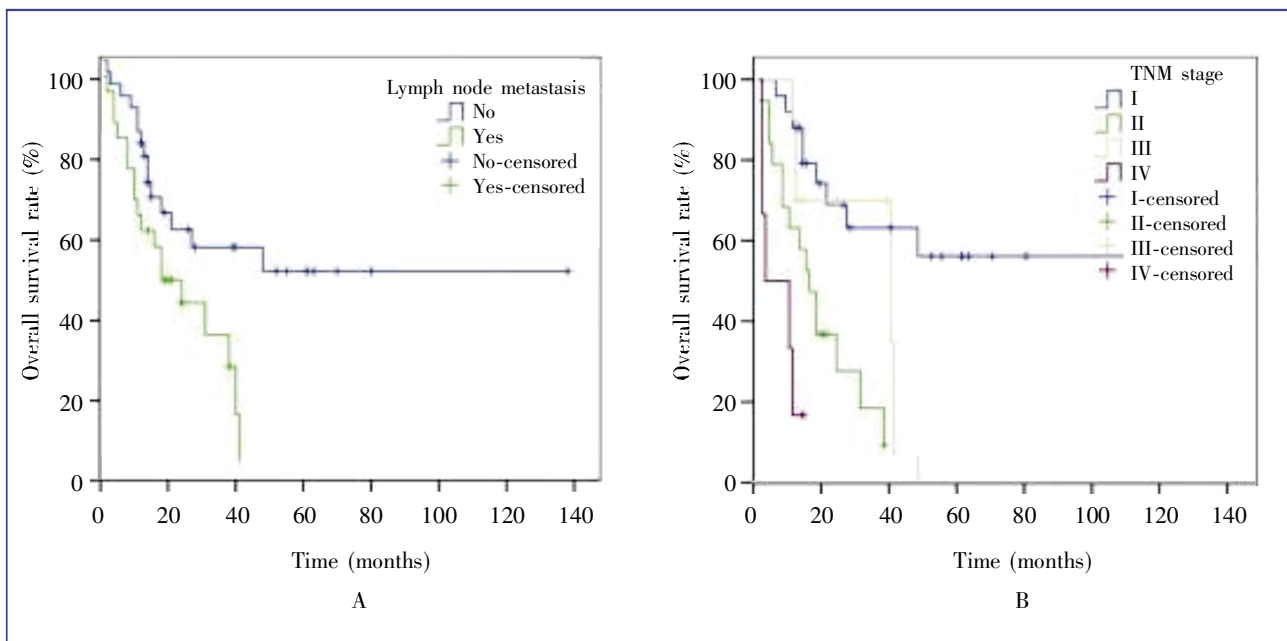 100
80
60
40
20
0
Overall survival rate (%)
Lymph node metastasis
No
Yes
No-censored
Yes-censored
0 20 40 60 80 100 120 140
Time (months)
A
100
80
60
40
20
0
Overall survival rate (%)
TNM stage
I
II
III
IV
I-censored
II-censored
III-censored
IV-censored
0 20 40 60 80 100 120 140
Time (months)
B